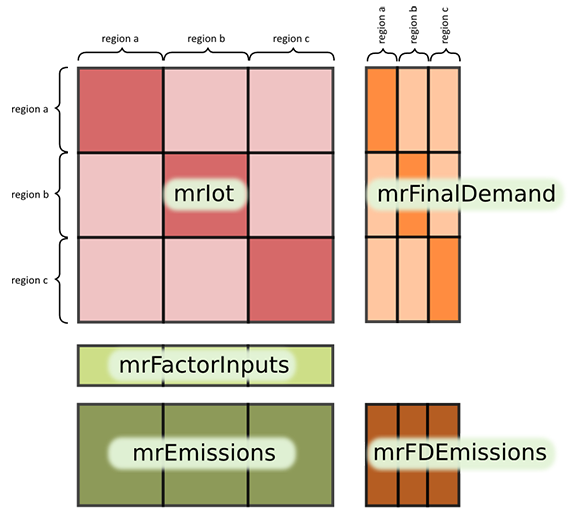 region a
region b
region c
region a
region b
region c
region a
region b
region c
mrIot
mrFinalDemand
mrFactorInputs
mrEmissions
mrFDEmissions